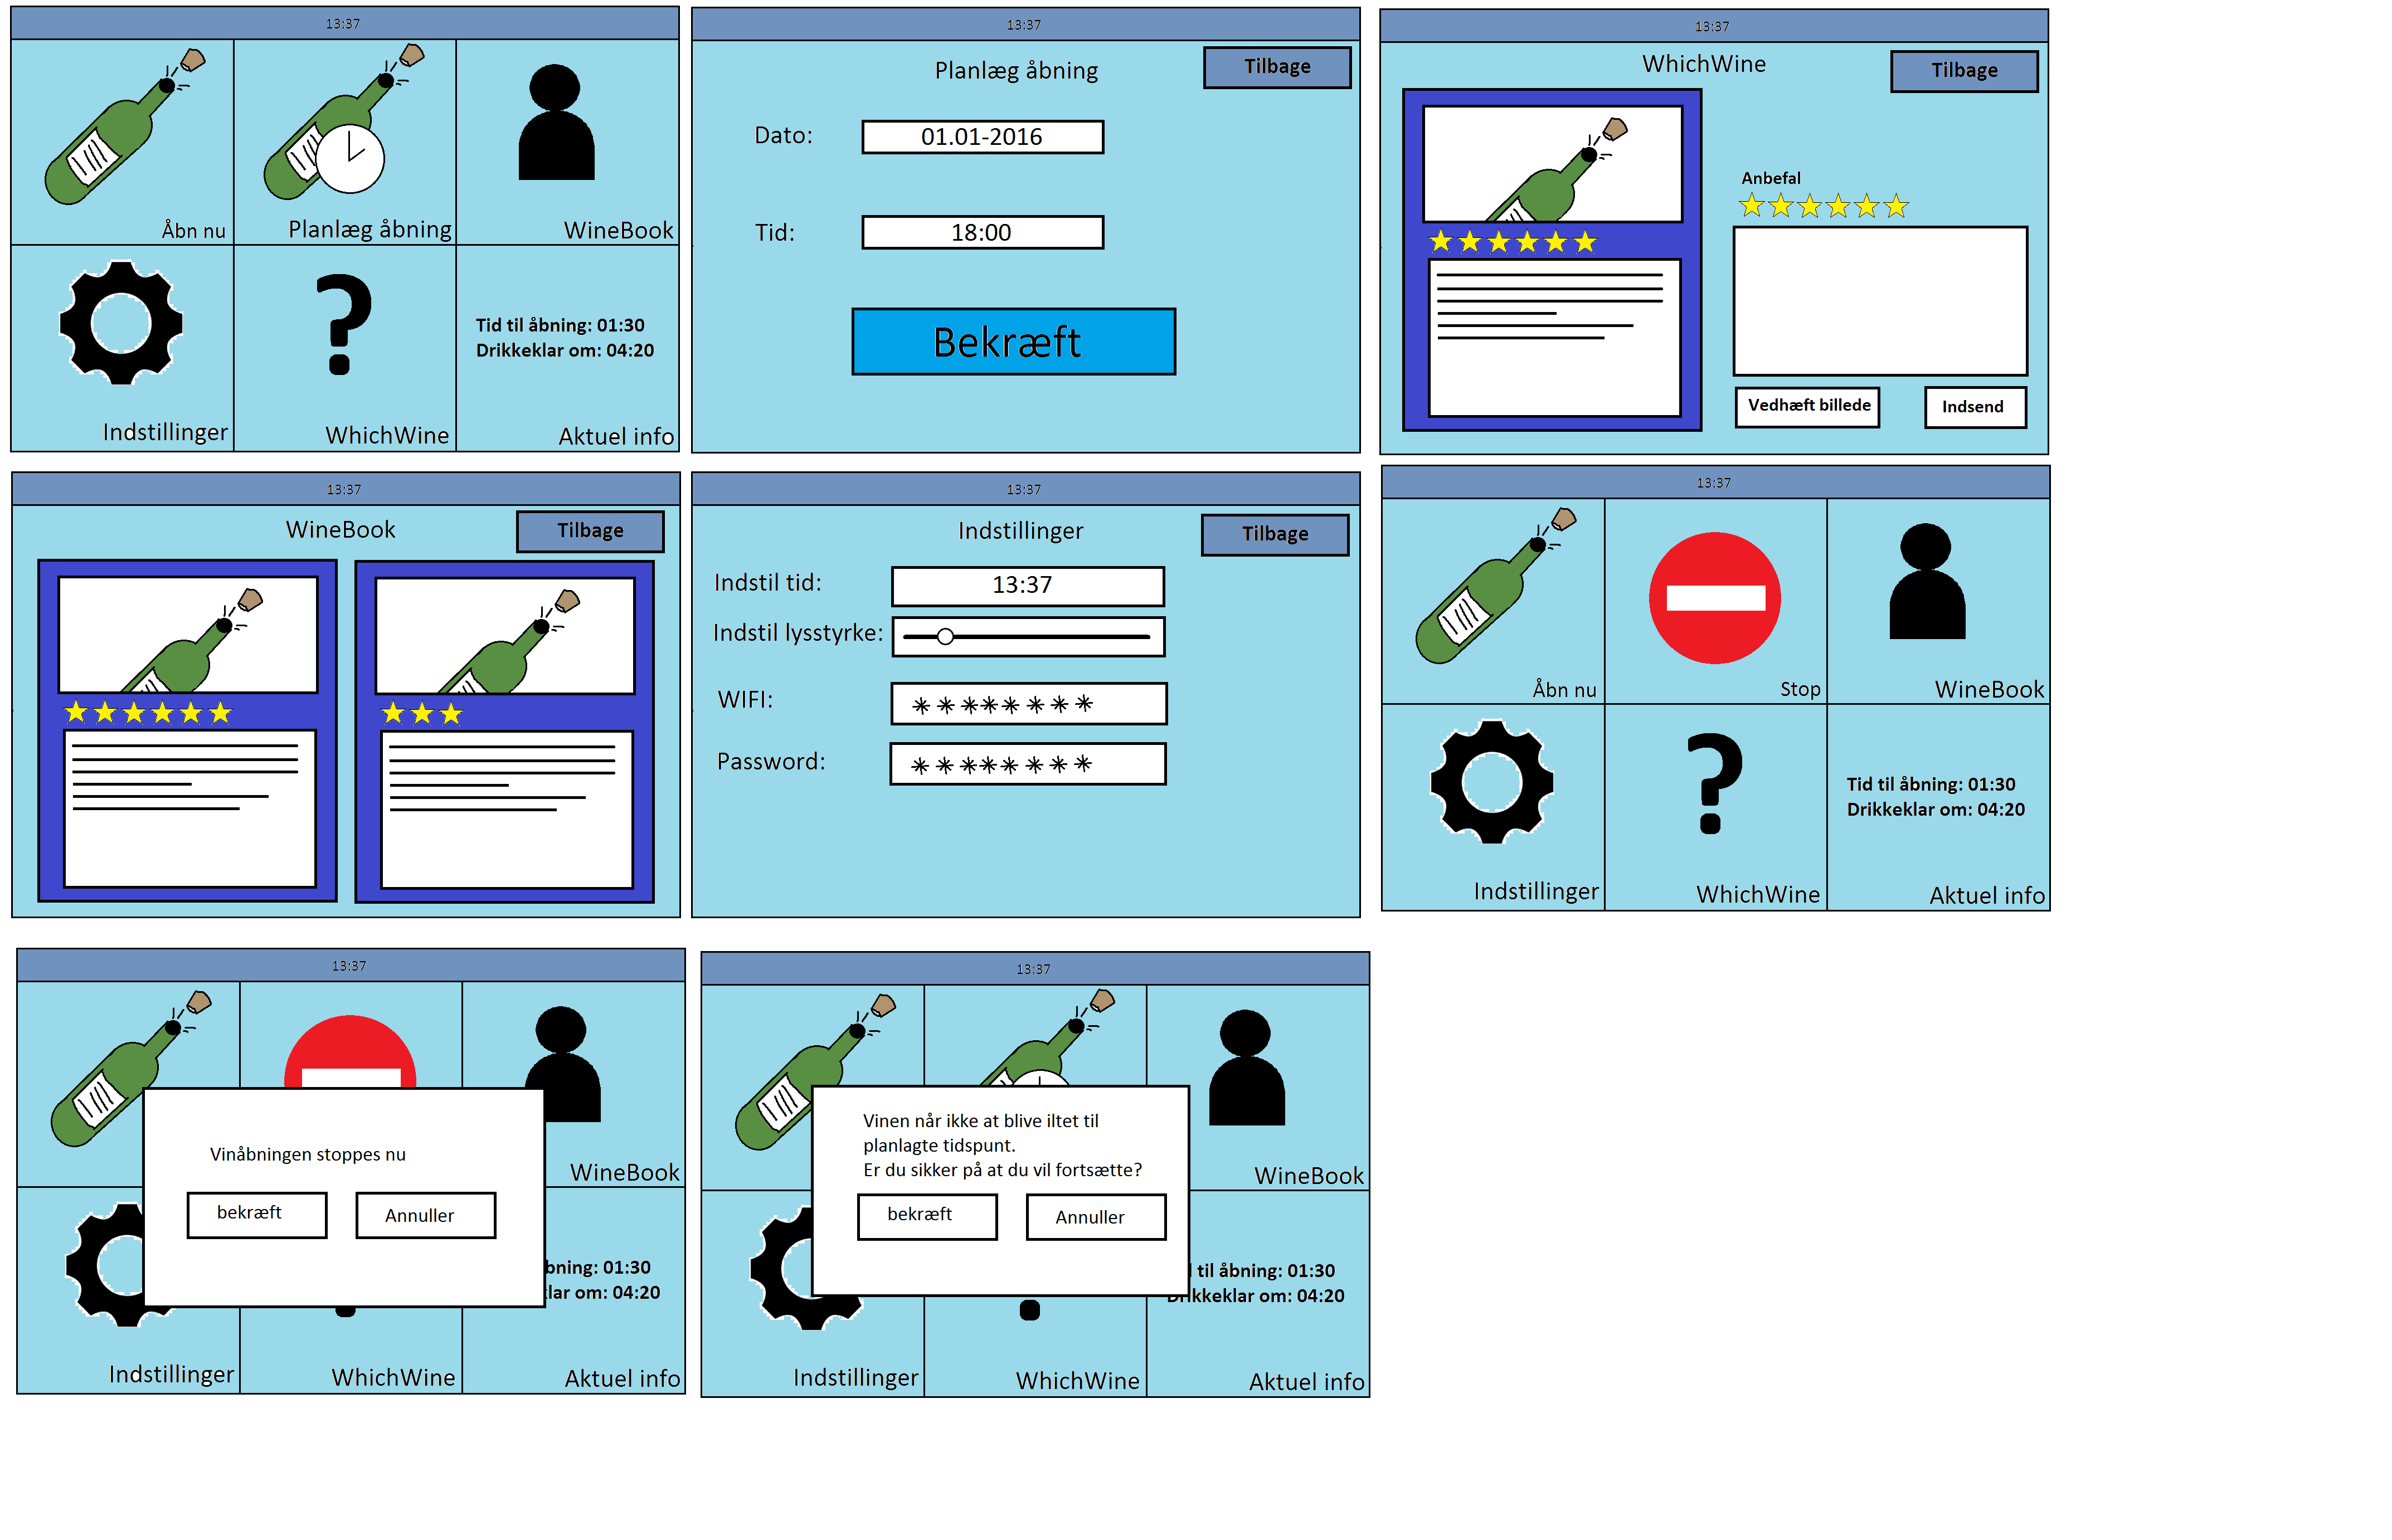 13:37
Åbn nu
Planlæg åbning
WineBook
Tid til åbning: 01:30
Drikkeklar om: 04:20
Indstillinger
WhichWine
Aktuel info
13:37
Planlæg åbning
Tilbage
Dato:
01.01-2016
Tid:
18:00
Bekræft
13:37
WhichWine
Tilbage
Anbefal
Vedhæft billede
Indsend
13:37
WineBook
Tilbage
13:37
Indstillinger
Tilbage
Indstil tid:
13:37
Indstil lysstyrke:
WIFI:
********
Password:
********
13:37
Åbn nu
Stop
WineBook
Tid til åbning: 01:30
Drikkeklar om: 04:20
Indstillinger
WhichWine
Aktuel info
13:37
Vinåbningen stoppes nu
bekræft
Annuller
WineBook
bning: 01:30
lar om: 04:20
Indstillinger
WhichWine
Aktuel info
13:37
Vinen når ikke at blive iltet til
planlagte tidspunt.
Er du sikker på at du vil fortsætte?
bekræft
Annuller
WineBook
til åbning: 01:30
Drikkeklar om: 04:20
Indstillinger
WhichWine
Aktuel info